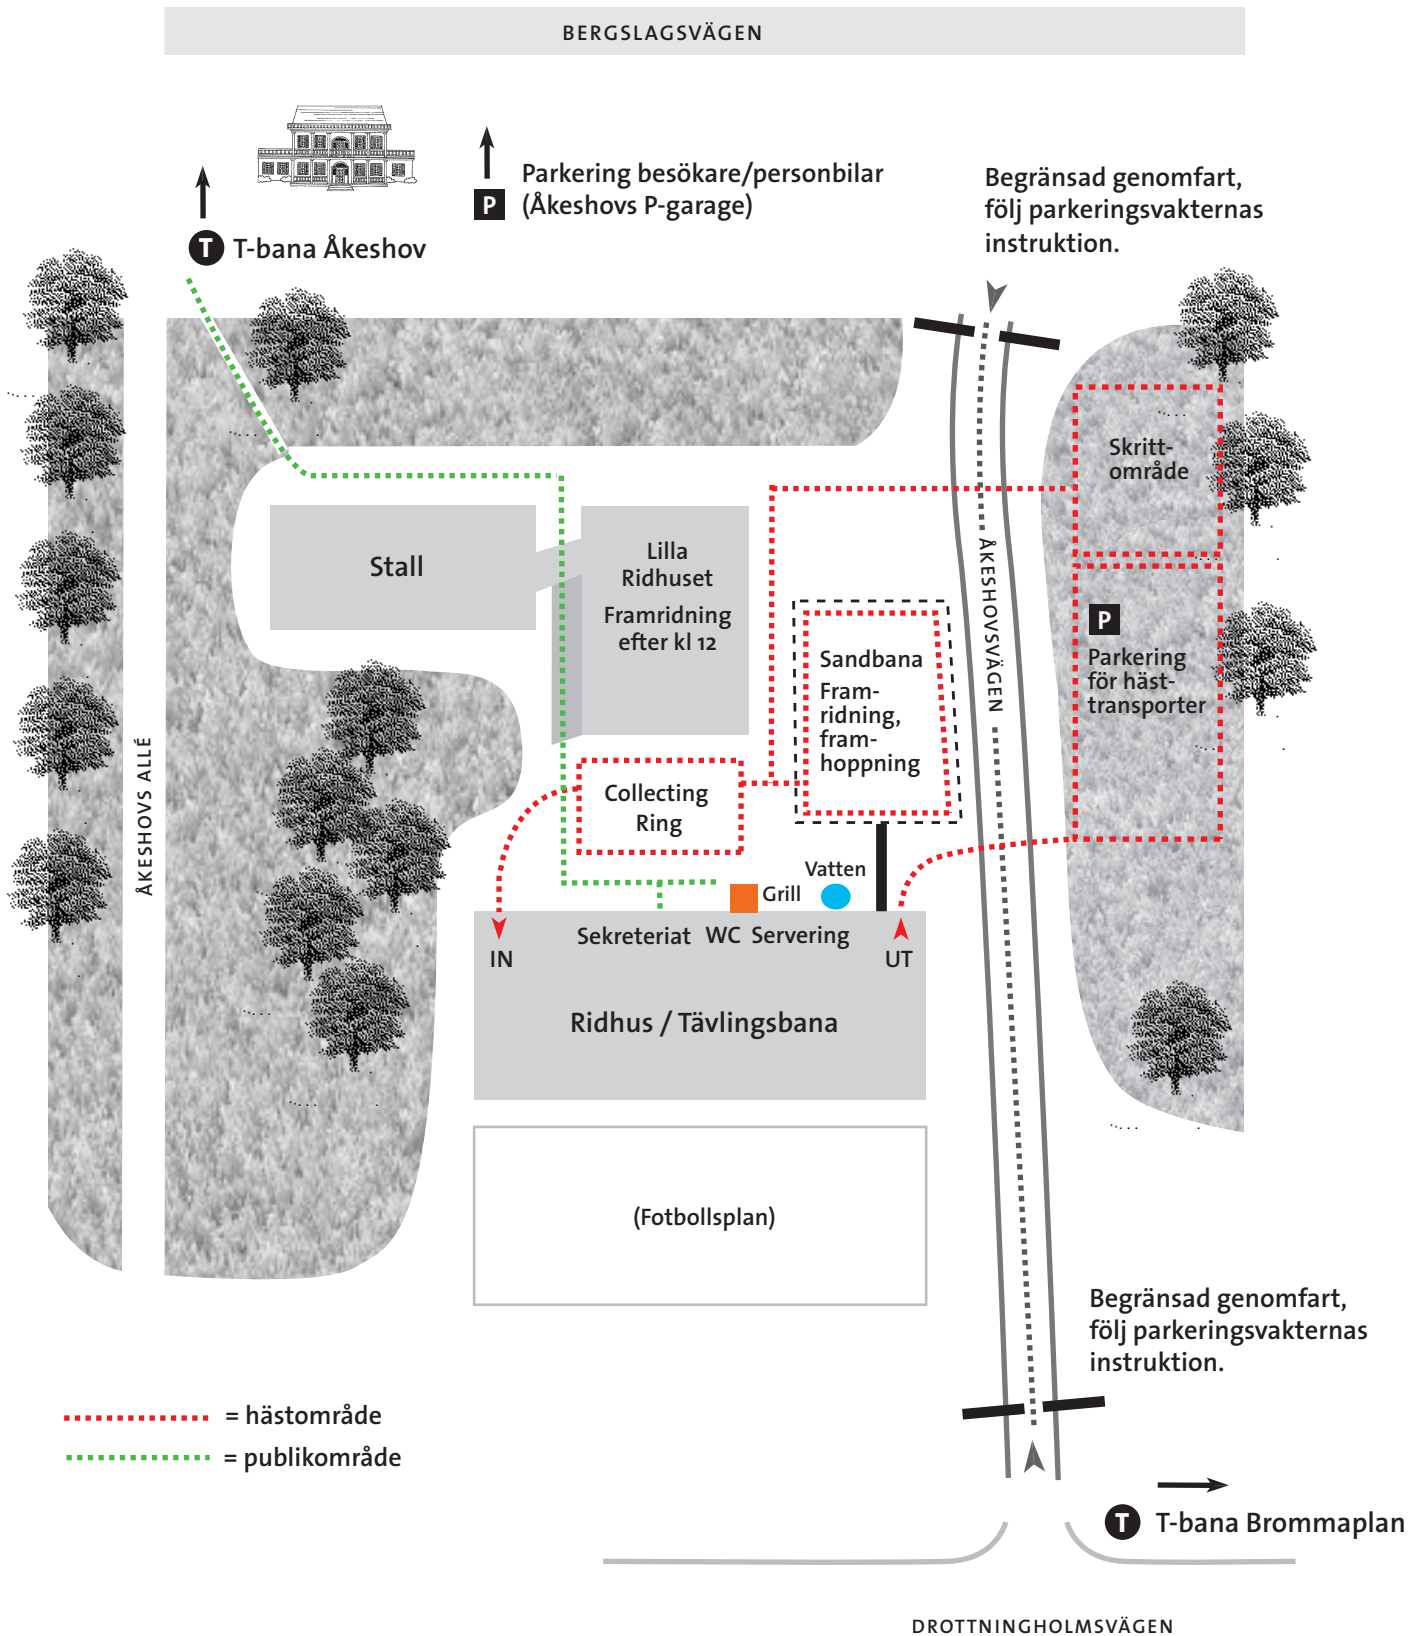 BERGSLAGSVÄGEN
Parkering besökare/personbilar
P (Åkeshovs P-garage)
Begränsad genomfart,
följ parkeringsvakternas
instruktion.
T T-bana Åkeshov
Skritt-
område
Stall
Lilla
Ridhuset
Framridning
efter kl 12
ÅKESHOVSVÄGEN
P
Parkering
för häst-
transporter
Sandbana
Fram-
ridning,
fram-
hoppning
Collecting
Ring
ÅKESHOVS ALLÉ
Vatten
Grill
Sekreteriat WC Servering
IN
UT
Ridhus / Tävlingsbana
(Fotbollsplan)
Begränsad genomfart,
följ parkeringsvakternas
instruktion.
= hästområde
= publikområde
T T-bana Brommaplan
DROTTNINGHOLMSVÄGEN